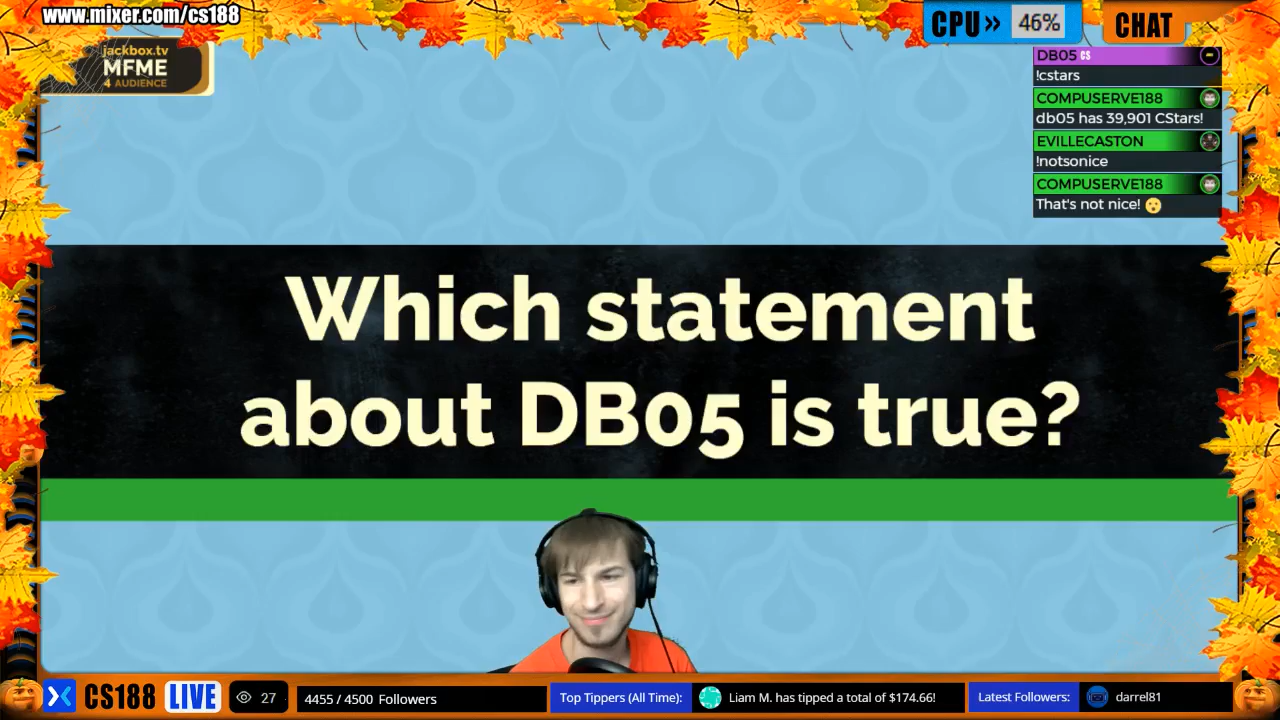 www.mixer.com/cs188
jackbox.tv
MFME
4 AUDIENCE
CPU»
46%
CHAT
DB05 CS
!cstars
COMPUSERVE188
db05 has 39,901 CStars!
EVILLECASTON
!notsonice
COMPUSERVE188
That's not nice! 😮
Which statement
about DB05 is true?
CS188 LIVE
27
4455 / 4500 Followers
Top Tippers (All Time):
Liam M. has tipped a total of $174.66!
Latest Followers:
darrel81